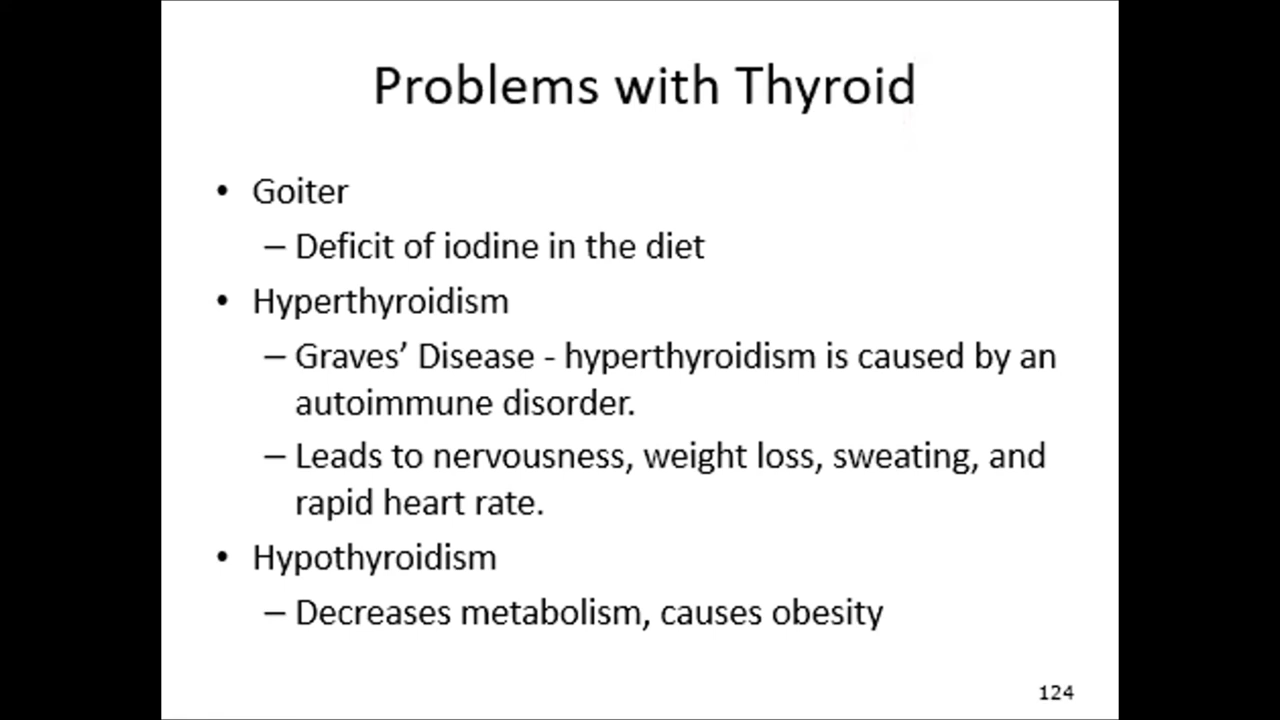 Problems with Thyroid
• Goiter
– Deficit of iodine in the diet
• Hyperthyroidism
– Graves’ Disease - hyperthyroidism is caused by an
autoimmune disorder.
– Leads to nervousness, weight loss, sweating, and
rapid heart rate.
• Hypothyroidism
– Decreases metabolism, causes obesity
124